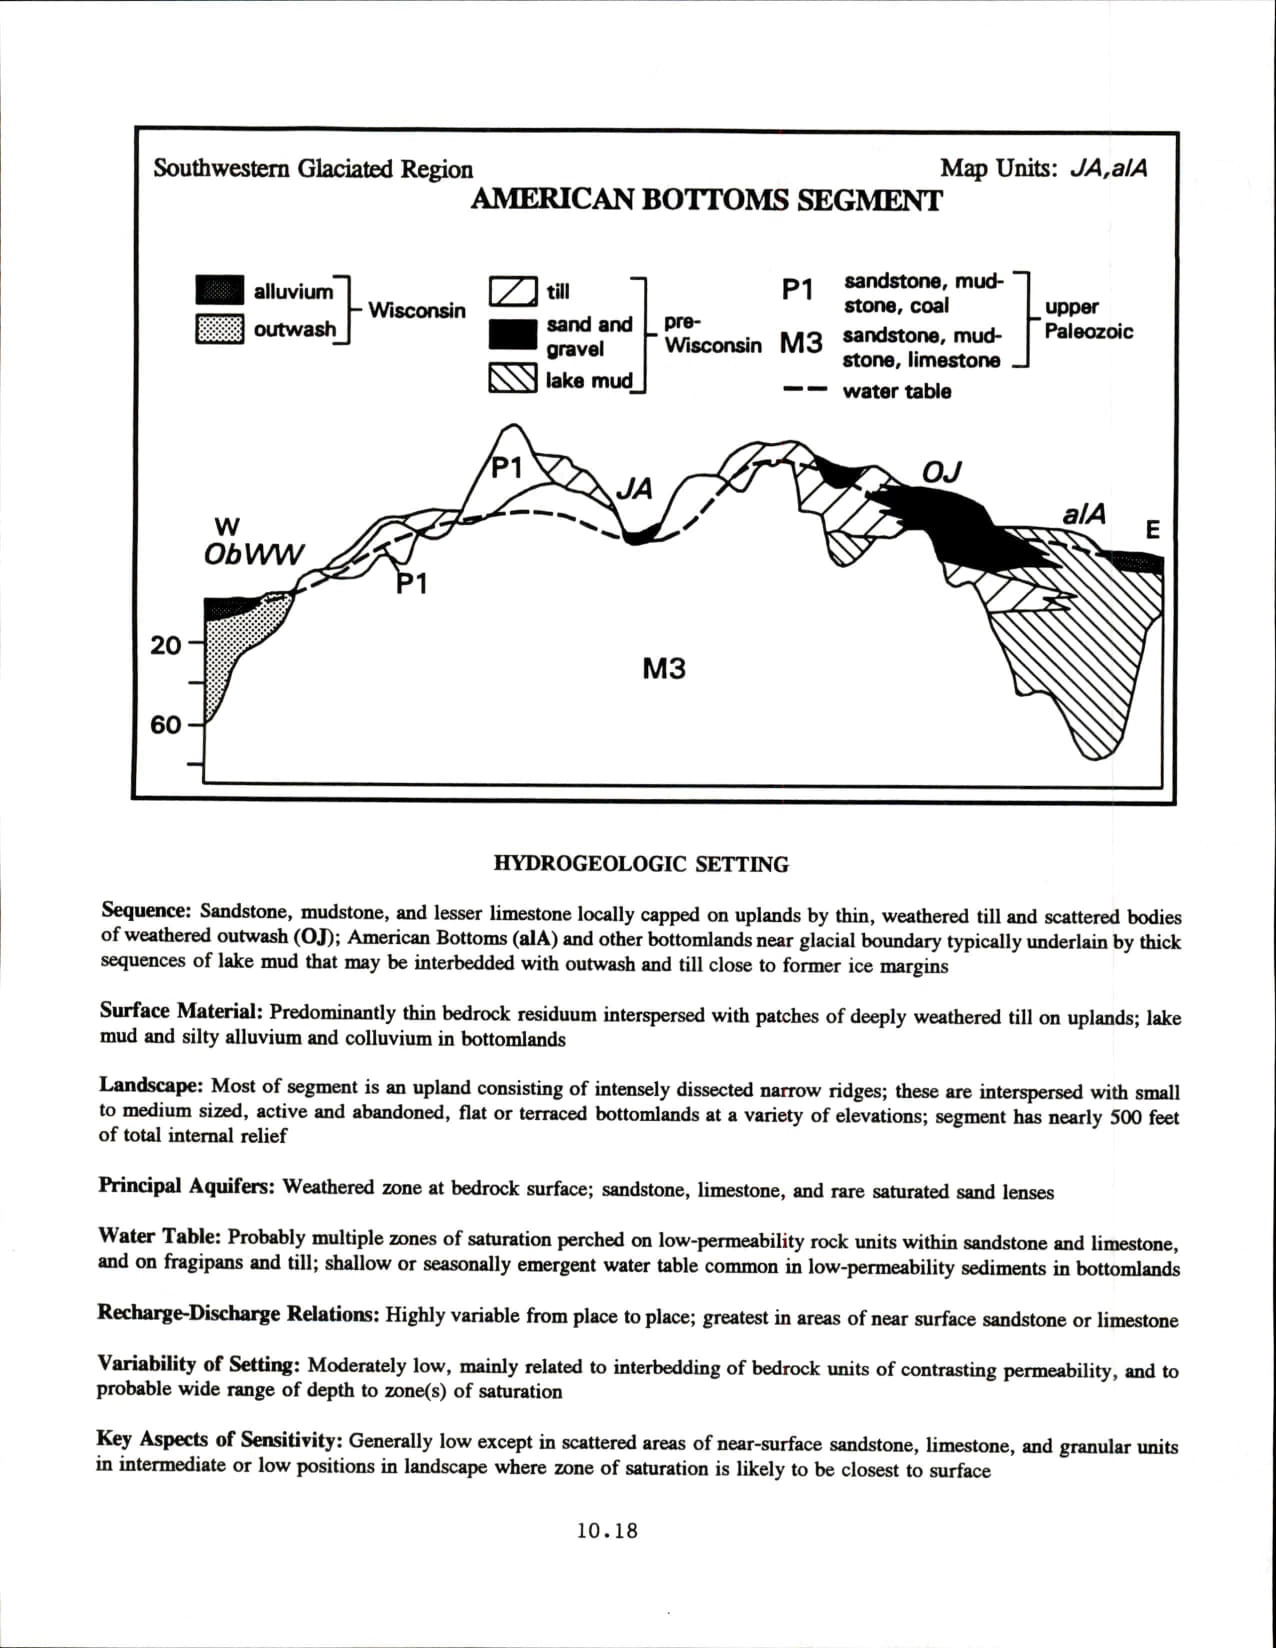 Southwestern Glaciated Region
Map Units: JA,alA
AMERICAN BOTTOMS SEGMENT
alluvium
outwash
Wisconsin
till
sand and
gravel
lake mud
pre-
Wisconsin
P1
sandstone, mud-
stone, coal
M3
sandstone, mud-
stone, limestone
upper
Paleozoic
water table
P1
JA
OJ
alA
E
W
ObWW
P1
20
M3
60
HYDROGEOLOGIC SETTING
Sequence: Sandstone, mudstone, and lesser limestone locally capped on uplands by thin, weathered till and scattered bodies
of weathered outwash (OJ); American Bottoms (alA) and other bottomlands near glacial boundary typically underlain by thick
sequences of lake mud that may be interbedded with outwash and till close to former ice margins
Surface Material: Predominantly thin bedrock residuum interspersed with patches of deeply weathered till on uplands; lake
mud and silty alluvium and colluvium in bottomlands
Landscape: Most of segment is an upland consisting of intensely dissected narrow ridges; these are interspersed with small
to medium sized, active and abandoned, flat or terraced bottomlands at a variety of elevations; segment has nearly 500 feet
of total internal relief
Principal Aquifers: Weathered zone at bedrock surface; sandstone, limestone, and rare saturated sand lenses
Water Table: Probably multiple zones of saturation perched on low-permeability rock units within sandstone and limestone,
and on fragipans and till; shallow or seasonally emergent water table common in low-permeability sediments in bottomlands
Recharge-Discharge Relations: Highly variable from place to place; greatest in areas of near surface sandstone or limestone
Variability of Setting: Moderately low, mainly related to interbedding of bedrock units of contrasting permeability, and to
probable wide range of depth to zone(s) of saturation
Key Aspects of Sensitivity: Generally low except in scattered areas of near-surface sandstone, limestone, and granular units
in intermediate or low positions in landscape where zone of saturation is likely to be closest to surface
10.18